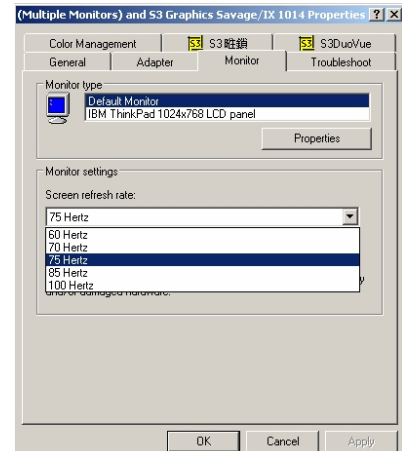 (Multiple Monitors) and S3 Graphics Savage/IX 1014 Properties
Color Management
S3 S3
S3 S3DuoVue
General
Adapter
Monitor
Troubleshoot
Monitor type
Default Monitor
IBM ThinkPad 1024x768 LCD panel
Properties
Monitor settings
Screen refresh rate:
75 Hertz
60 Hertz
70 Hertz
75 Hertz
85 Hertz
100 Hertz
and/or damaged hardware.
OK
Cancel
Apply